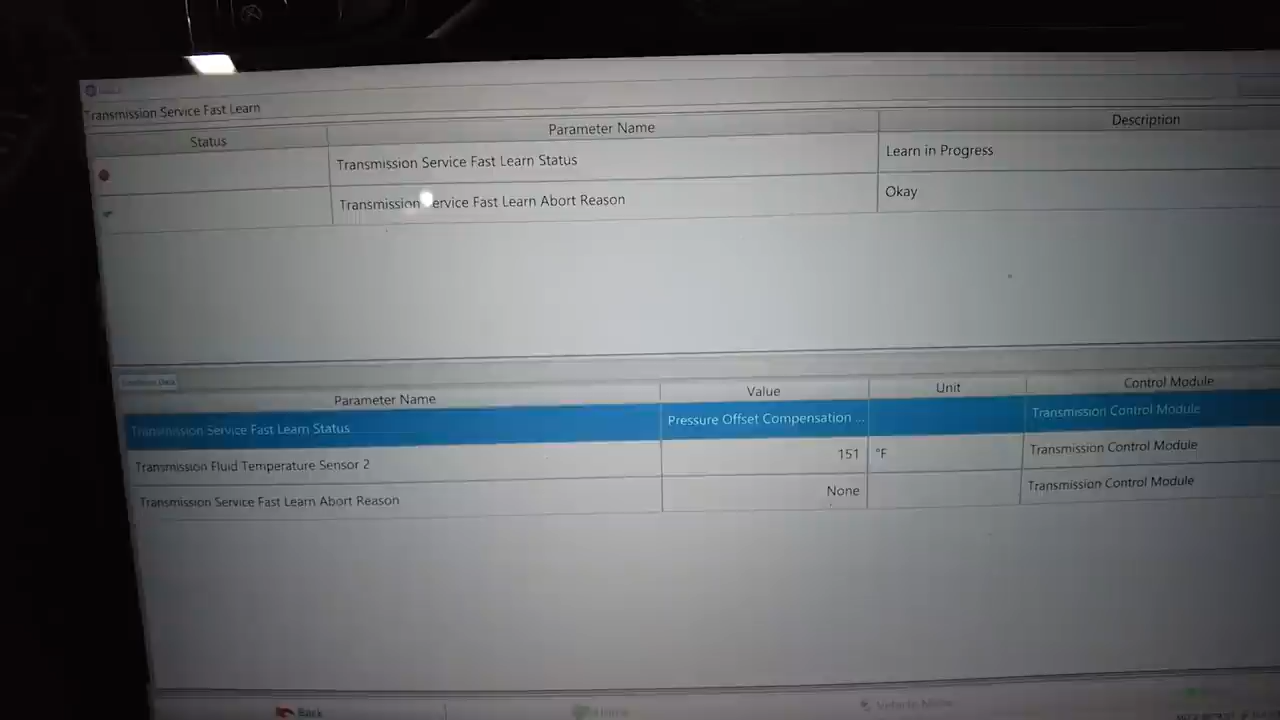 Transmission Service Fast Learn
Status Parameter Name Description
Transmission Service Fast Learn Status Learn in Progress
Transmission Service Fast Learn Abort Reason Okay
Parameter Name Value Unit Control Module
Transmission Service Fast Learn Status Pressure Offset Compensation ... Transmission Control Module
Transmission Fluid Temperature Sensor 2 151 °F Transmission Control Module
Transmission Service Fast Learn Abort Reason None Transmission Control Module
Back Home Vehicle Menu